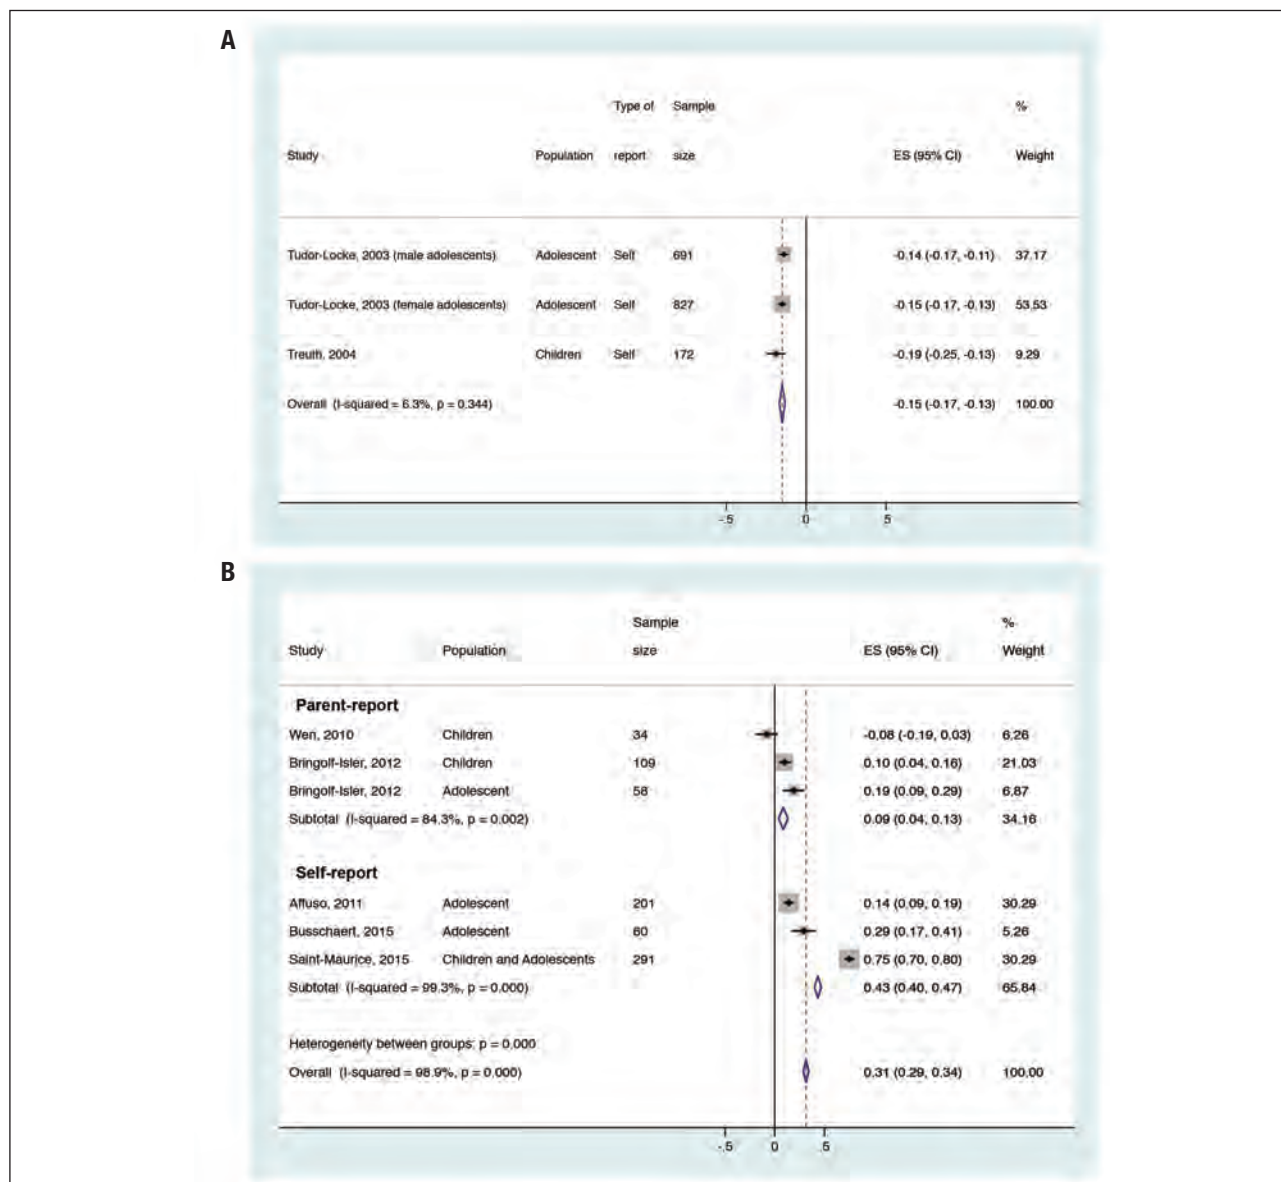 A
Type of Sample %
Study Population report size ES (95% CI) Weight
Tudor-Locke, 2003 (male adolescents) Adolescent Self 691 -0.14 (-0.17, -0.11) 37.17
Tudor-Locke, 2003 (female adolescents) Adolescent Self 827 -0.15 (-0.17, -0.13) 53.53
Treuth, 2004 Children Self 172 -0.19 (-0.25, -0.13) 9.29
Overall (I-squared = 6.3%, p = 0.344) -0.15 (-0.17, -0.13) 100.00
-.5 0 .5
B
Sample %
Study Population size ES (95% CI) Weight
Parent-report
Wen, 2010 Children 34 -0.08 (-0.19, 0.03) 6.26
Bringolf-Isler, 2012 Children 109 0.10 (0.04, 0.16) 21.03
Bringolf-Isler, 2012 Adolescent 58 0.19 (0.09, 0.29) 6.87
Subtotal (I-squared = 84.3%, p = 0.002) 0.09 (0.04, 0.13) 34.16
Self-report
Affuso, 2011 Adolescent 201 0.14 (0.09, 0.19) 30.29
Busschaert, 2015 Adolescent 60 0.29 (0.17, 0.41) 5.26
Saint-Maurice, 2015 Children and Adolescents 291 0.75 (0.70, 0.80) 30.29
Subtotal (I-squared = 99.3%, p = 0.000) 0.43 (0.40, 0.47) 65.84
Heterogeneity between groups: p = 0.000
Overall (I-squared = 98.9%, p = 0.000) 0.31 (0.29, 0.34) 100.00
-.5 0 .5